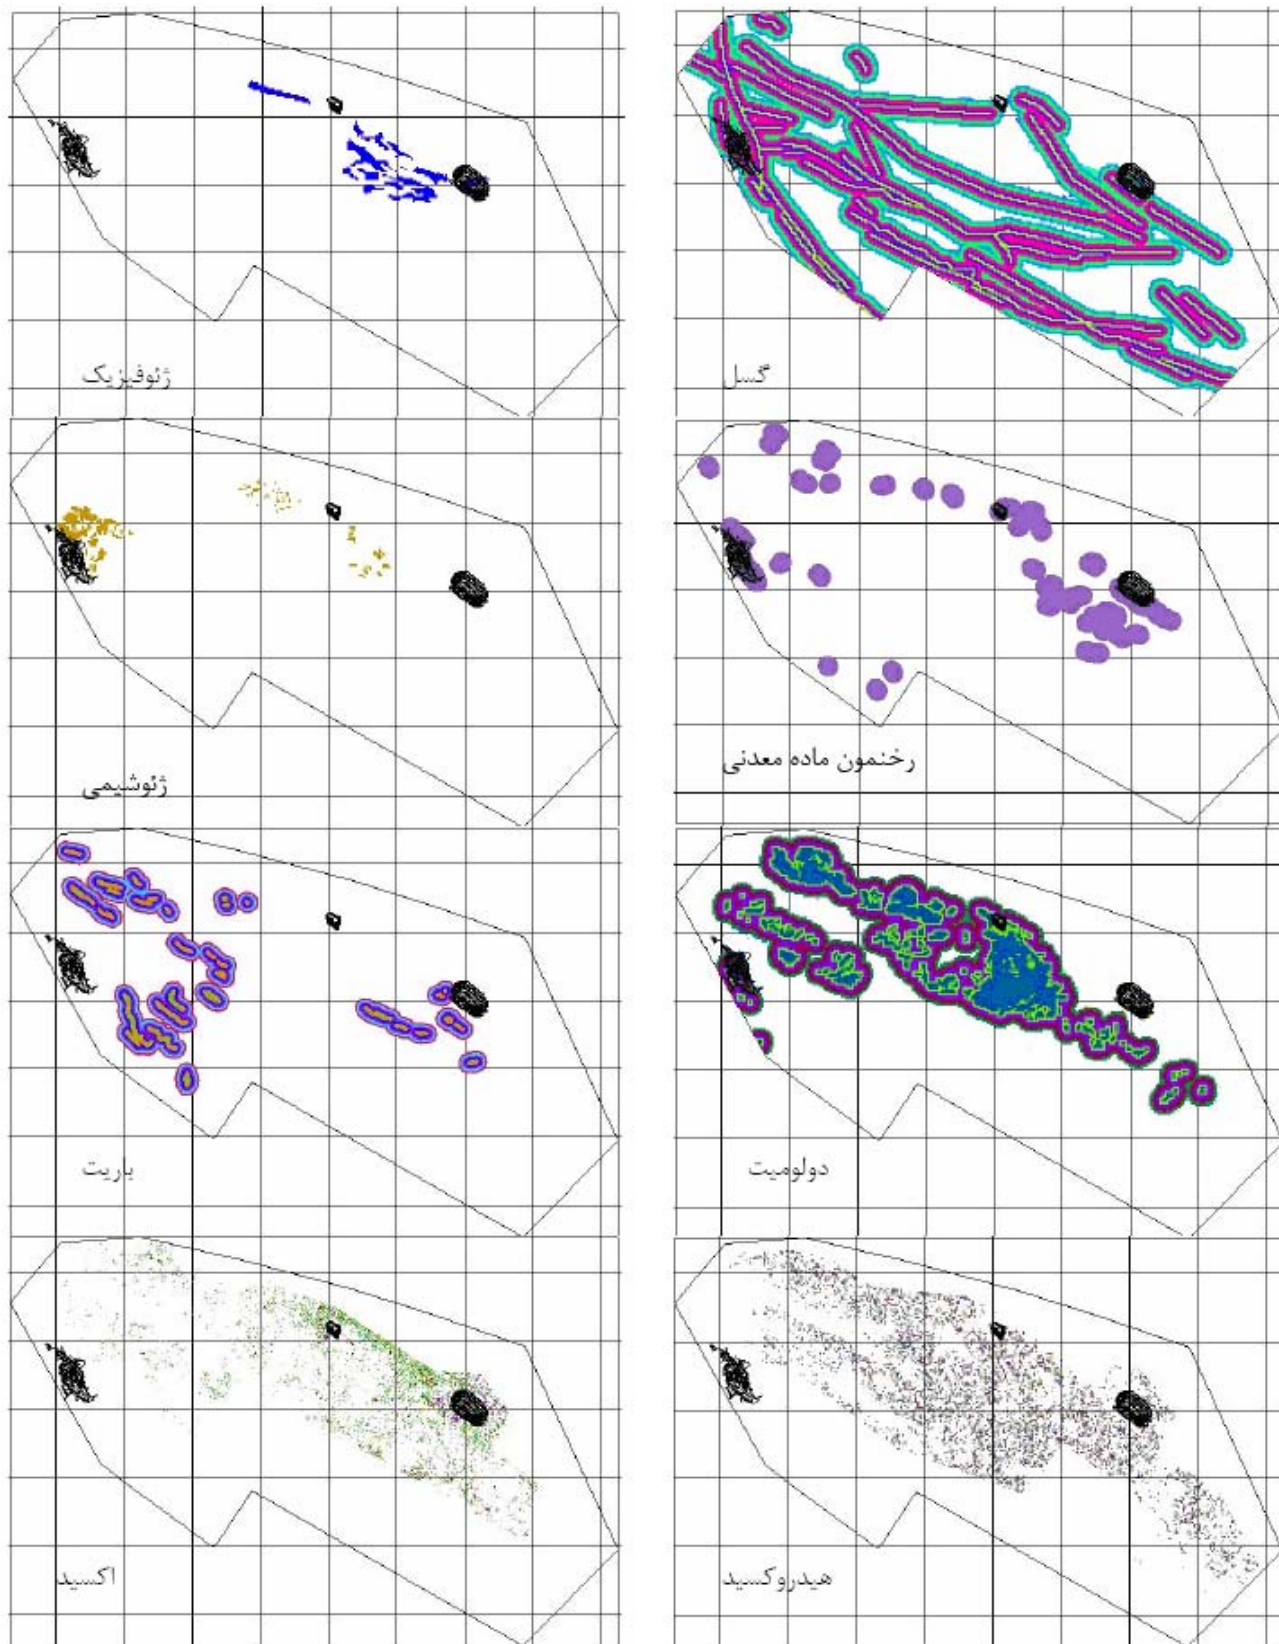 ژئوفیزیک
گسل
ژئوشیمی
رخنمون ماده معدنی
باریت
دولومیت
اکسید
هیدروکسید